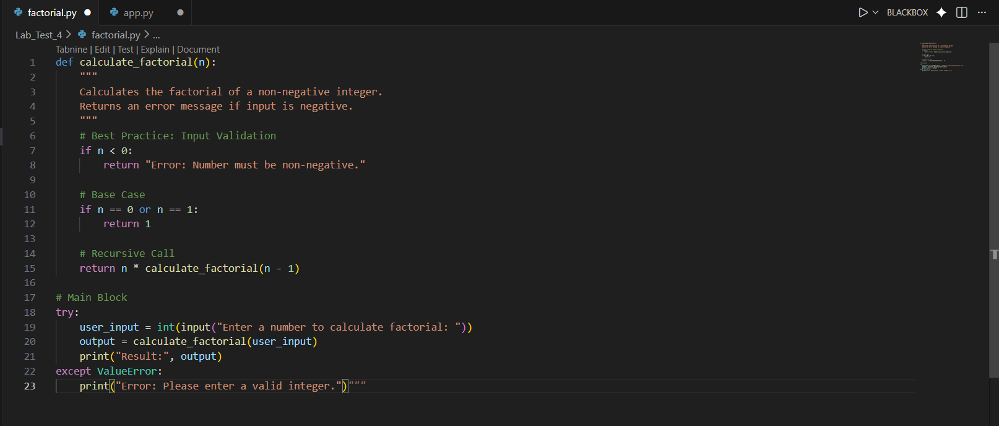 factorial.py ● app.py ●
BLACKBOX
Lab_Test_4 > factorial.py > ...
Tabnine | Edit | Test | Explain | Document
1 def calculate_factorial(n):
2     """
3     Calculates the factorial of a non-negative integer.
4     Returns an error message if input is negative.
5     """
6     # Best Practice: Input Validation
7     if n < 0:
8         return "Error: Number must be non-negative."
9
10     # Base Case
11     if n == 0 or n == 1:
12         return 1
13
14     # Recursive Call
15     return n * calculate_factorial(n - 1)
16
17 # Main Block
18 try:
19     user_input = int(input("Enter a number to calculate factorial: "))
20     output = calculate_factorial(user_input)
21     print("Result:", output)
22 except ValueError:
23     print("Error: Please enter a valid integer.")"""